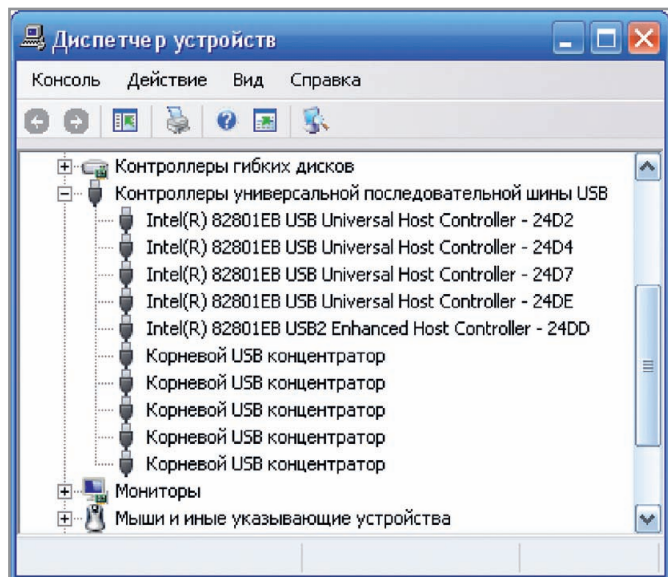 Диспетчер устройств
Консоль Действие Вид Справка
Контроллеры гибких дисков
Контроллеры универсальной последовательной шины USB
Intel(R) 82801EB USB Universal Host Controller - 24D2
Intel(R) 82801EB USB Universal Host Controller - 24D4
Intel(R) 82801EB USB Universal Host Controller - 24D7
Intel(R) 82801EB USB Universal Host Controller - 24DE
Intel(R) 82801EB USB2 Enhanced Host Controller - 24DD
Корневой USB концентратор
Корневой USB концентратор
Корневой USB концентратор
Корневой USB концентратор
Корневой USB концентратор
Мониторы
Мыши и иные указывающие устройства